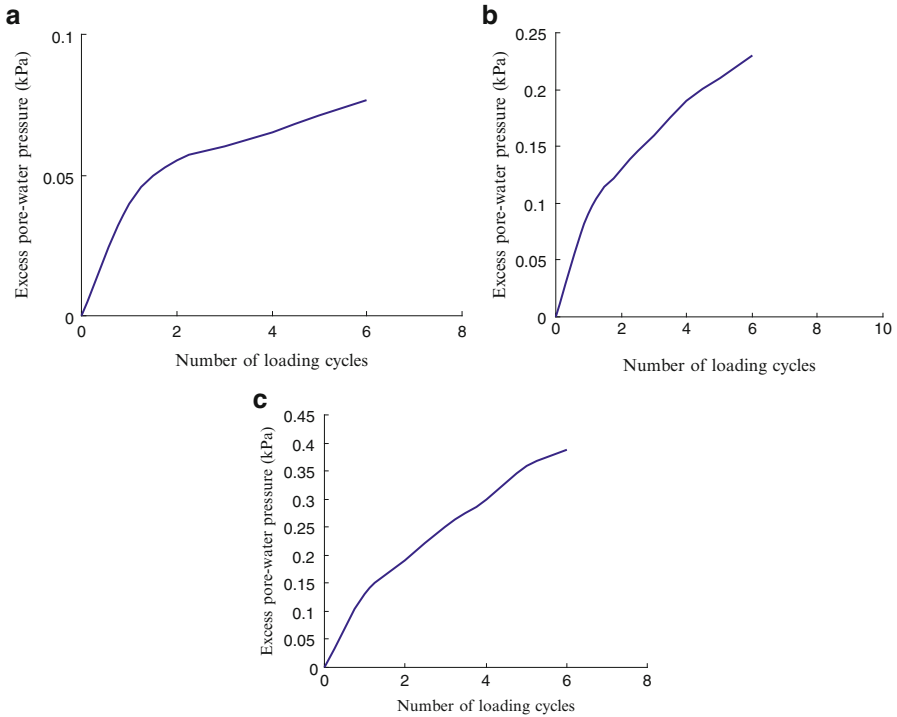 a
Excess pore-water pressure (kPa)
0.1
0.05
0
0 2 4 6 8
Number of loading cycles
b
Excess pore-water pressure (kPa)
0.25
0.2
0.15
0.1
0.05
0
0 2 4 6 8 10
Number of loading cycles
c
Excess pore-water pressure (kPa)
0.45
0.4
0.35
0.3
0.25
0.2
0.15
0.1
0.05
0
0 2 4 6 8
Number of loading cycles